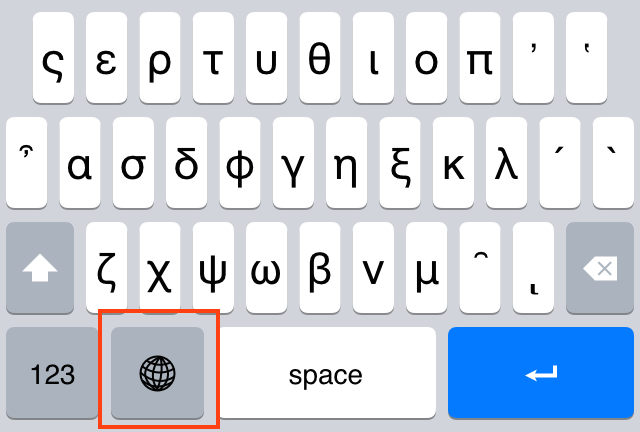 ς ε ρ τ υ θ ι ο π ᾿ ῾
῏ α σ δ φ γ η ξ κ λ ´ `
ζ χ ψ ω β ν μ ῀ ͺ
123 space